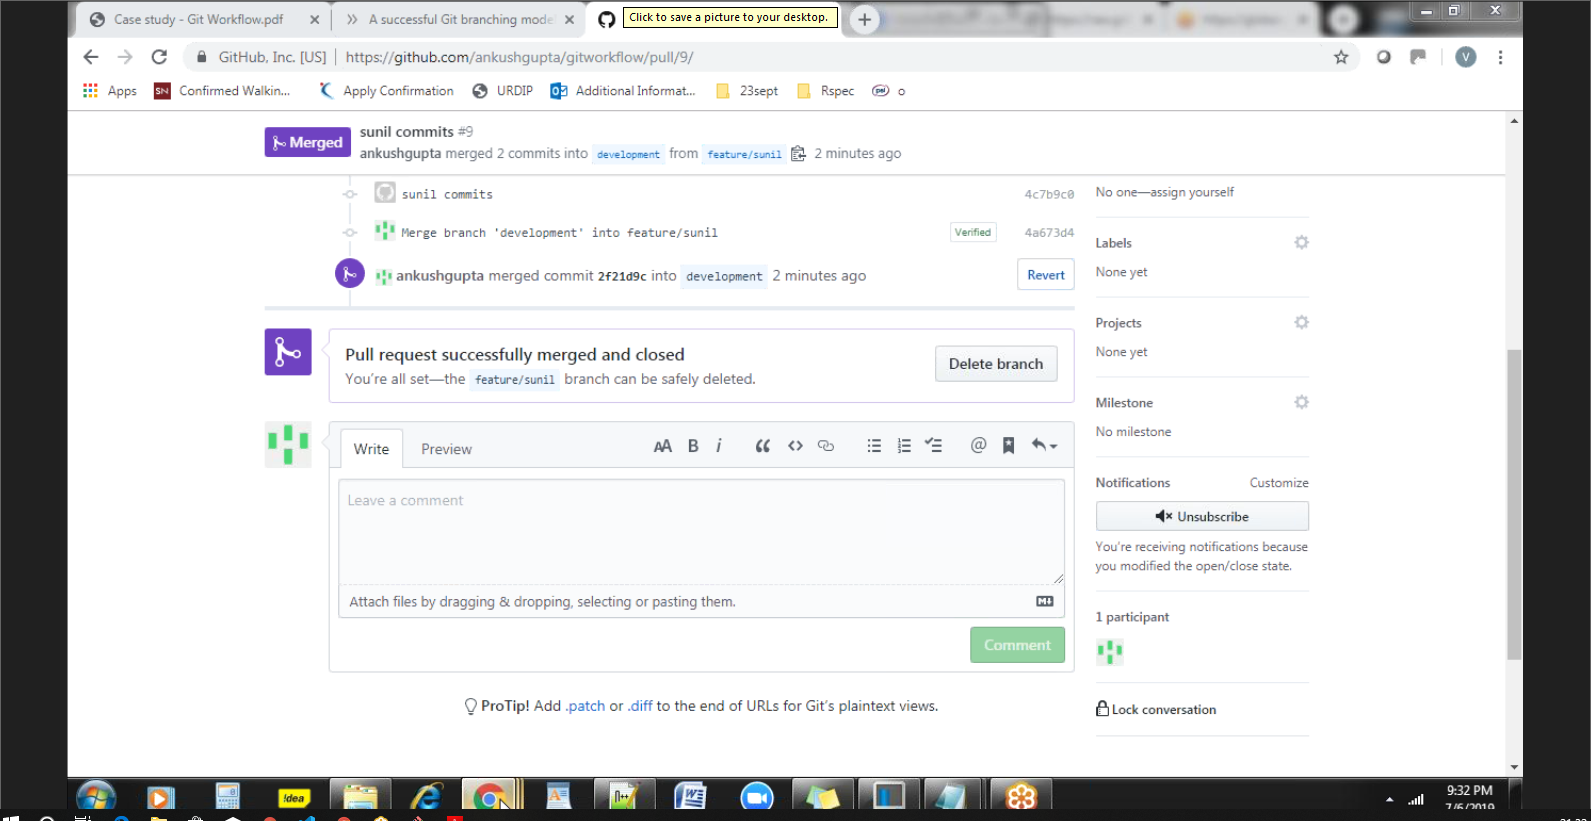 Case study - Git Workflow.pdf
A successful Git branching mode
Click to save a picture to your desktop.
GitHub, Inc. [US]
https://github.com/ankushgupta/gitworkflow/pull/9/
V
Apps
SN
Confirmed Walkin...
Apply Confirmation
URDIP
Additional Informat...
23sept
Rspec
o
Merged
sunil commits #9
ankushgupta merged 2 commits into development from feature/sunil 2 minutes ago
sunil commits
4c7b9c0
Merge branch 'development' into feature/sunil
Verified
4a673d4
ankushgupta merged commit 2f21d9c into development 2 minutes ago
Revert
Pull request successfully merged and closed
You're all set—the feature/sunil branch can be safely deleted.
Delete branch
Write
Preview
AA B i
Leave a comment
Attach files by dragging & dropping, selecting or pasting them.
Comment
ProTip! Add .patch or .diff to the end of URLs for Git's plaintext views.
No one—assign yourself
Labels
None yet
Projects
None yet
Milestone
No milestone
Notifications
Customize
Unsubscribe
You're receiving notifications because
you modified the open/close state.
1 participant
Lock conversation
!dea
9:32 PM
7/6/2019